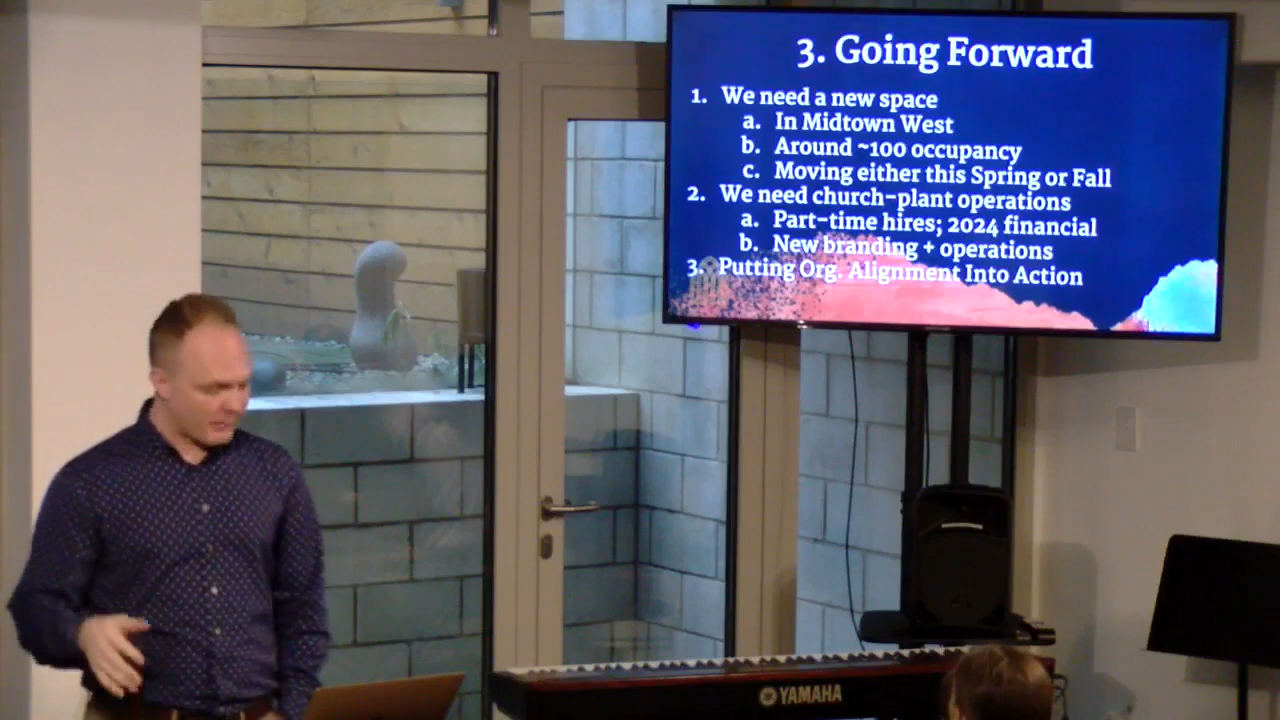 3. Going Forward
1. We need a new space
a. In Midtown West
b. Around ~100 occupancy
c. Moving either this Spring or Fall
2. We need church-plant operations
a. Part-time hires; 2024 financial
b. New branding + operations
3. Putting Org. Alignment Into Action
YAMAHA